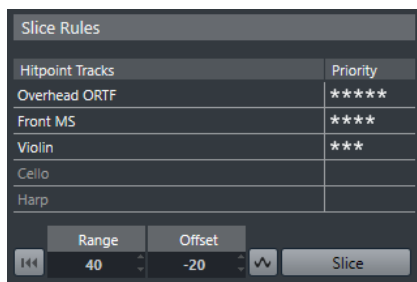 Slice Rules
Hitpoint Tracks Priority
Overhead ORTF *****
Front MS ****
Violin ***
Cello
Harp
Range Offset
40 -20 Slice